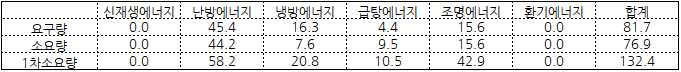 신재생에너지 난방에너지 냉방에너지 급탕에너지 조명에너지 환기에너지 합계
요구량 0.0 45.4 16.3 4.4 15.6 0.0 81.7
소요량 0.0 44.2 7.6 9.5 15.6 0.0 76.9
1차소요량 0.0 58.2 20.8 10.5 42.9 0.0 132.4